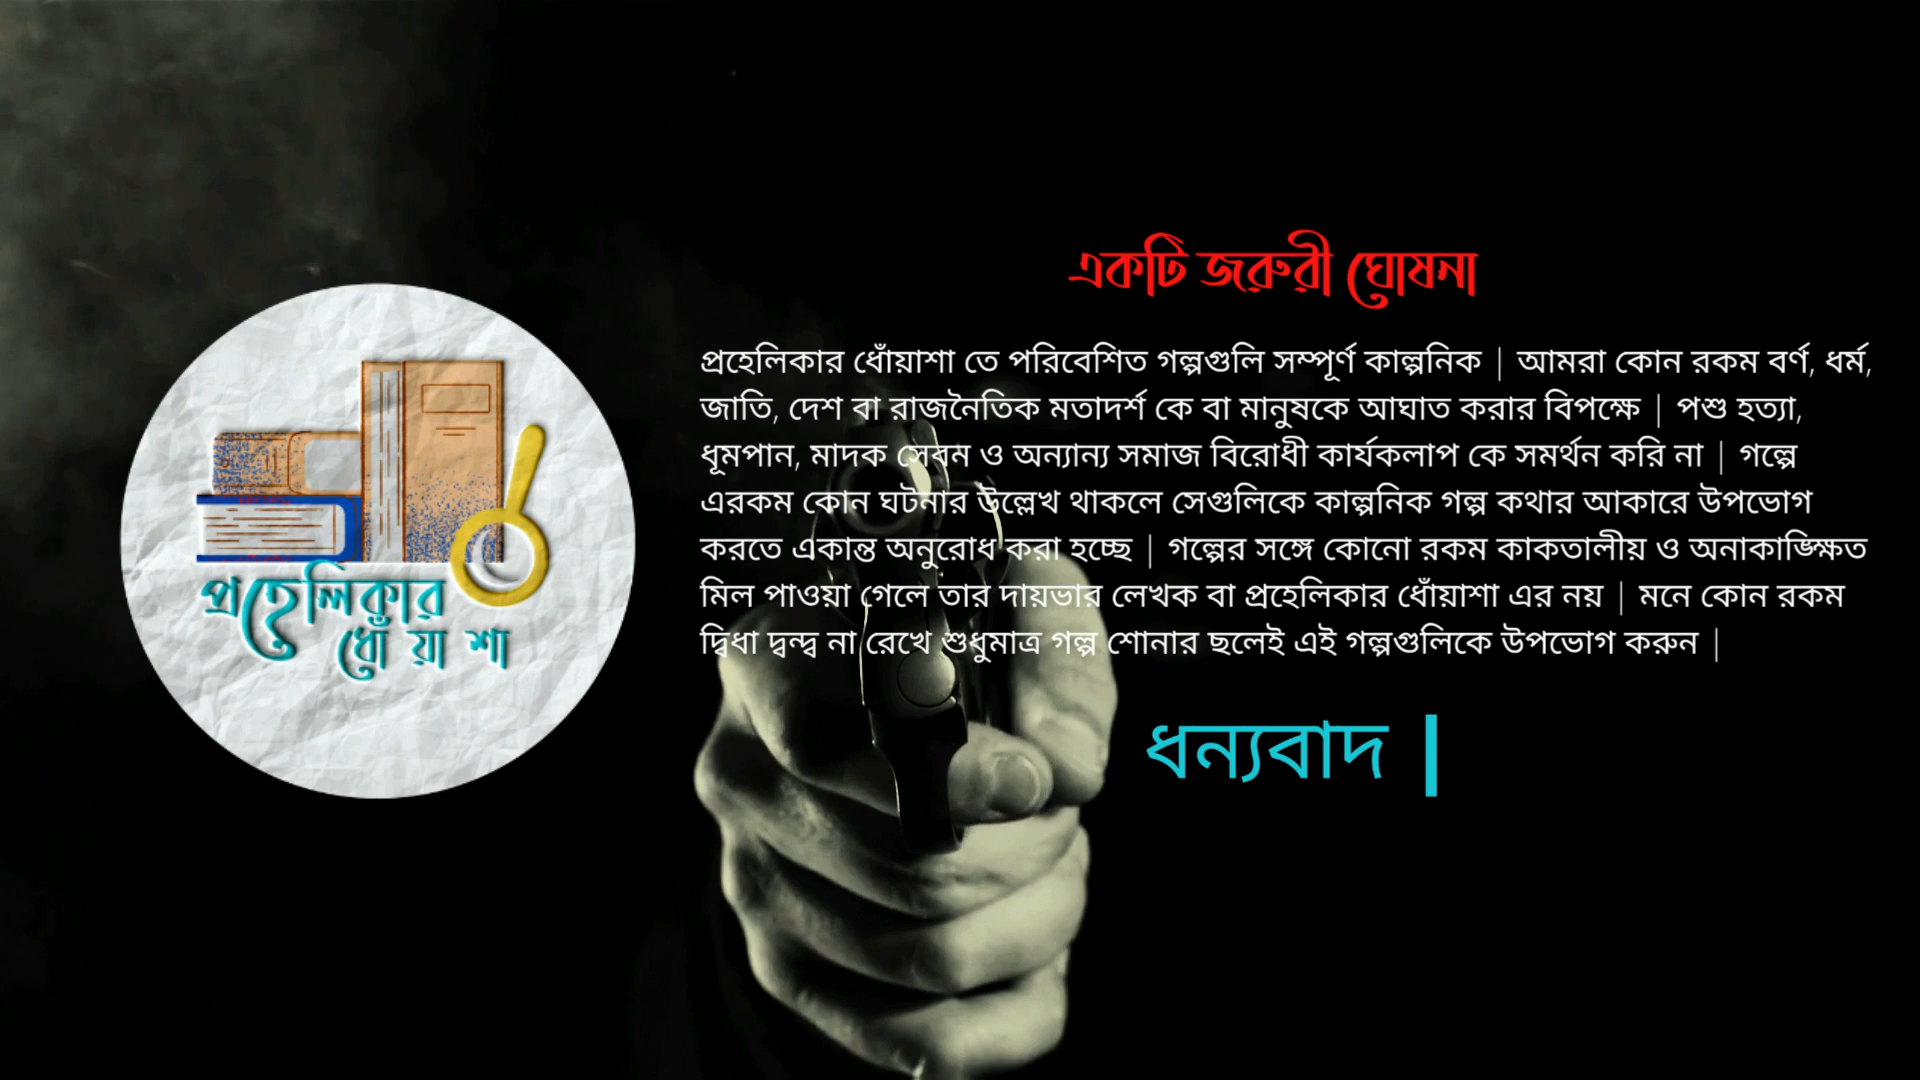 প্রহেলিকার
ধোঁয়াশা
একটি জরুরী ঘোষনা
প্রহেলিকার ধোঁয়াশা তে পরিবেশিত গল্পগুলি সম্পূর্ণ কাল্পনিক | আমরা কোন রকম বর্ণ, ধর্ম,
জাতি, দেশ বা রাজনৈতিক মতাদর্শ কে বা মানুষকে আঘাত করার বিপক্ষে | পশু হত্যা,
ধূমপান, মাদক সেবন ও অন্যান্য সমাজ বিরোধী কার্যকলাপ কে সমর্থন করি না | গল্পে
এরকম কোন ঘটনার উল্লেখ থাকলে সেগুলিকে কাল্পনিক গল্প কথার আকারে উপভোগ
করতে একান্ত অনুরোধ করা হচ্ছে | গল্পের সঙ্গে কোনো রকম কাকতালীয় ও অনাকাঙ্ক্ষিত
মিল পাওয়া গেলে তার দায়ভার লেখক বা প্রহেলিকার ধোঁয়াশা এর নয় | মনে কোন রকম
দ্বিধা দ্বন্দ্ব না রেখে শুধুমাত্র গল্প শোনার ছলেই এই গল্পগুলিকে উপভোগ করুন |
ধন্যবাদ |